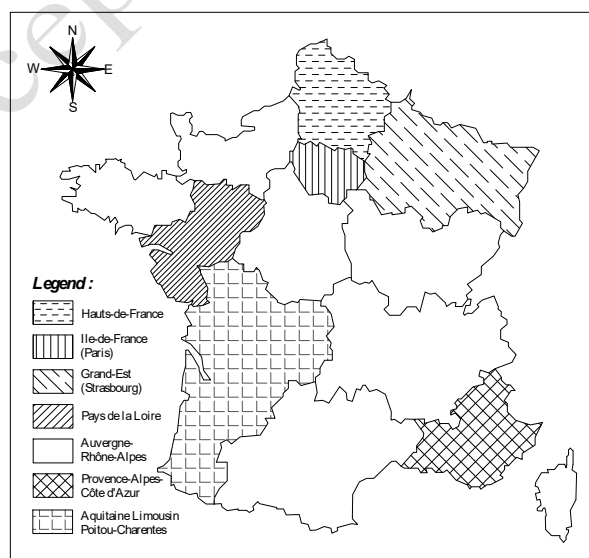 cep
N
W
E
S
Legend :
Hauts-de-France
Ile-de-France
(Paris)
Grand-Est
(Strasbourg)
Pays de la Loire
Auvergne-
Rhône-Alpes
Provence-Alpes-
Côte d'Azur
Aquitaine Limousin
Poitou-Charentes